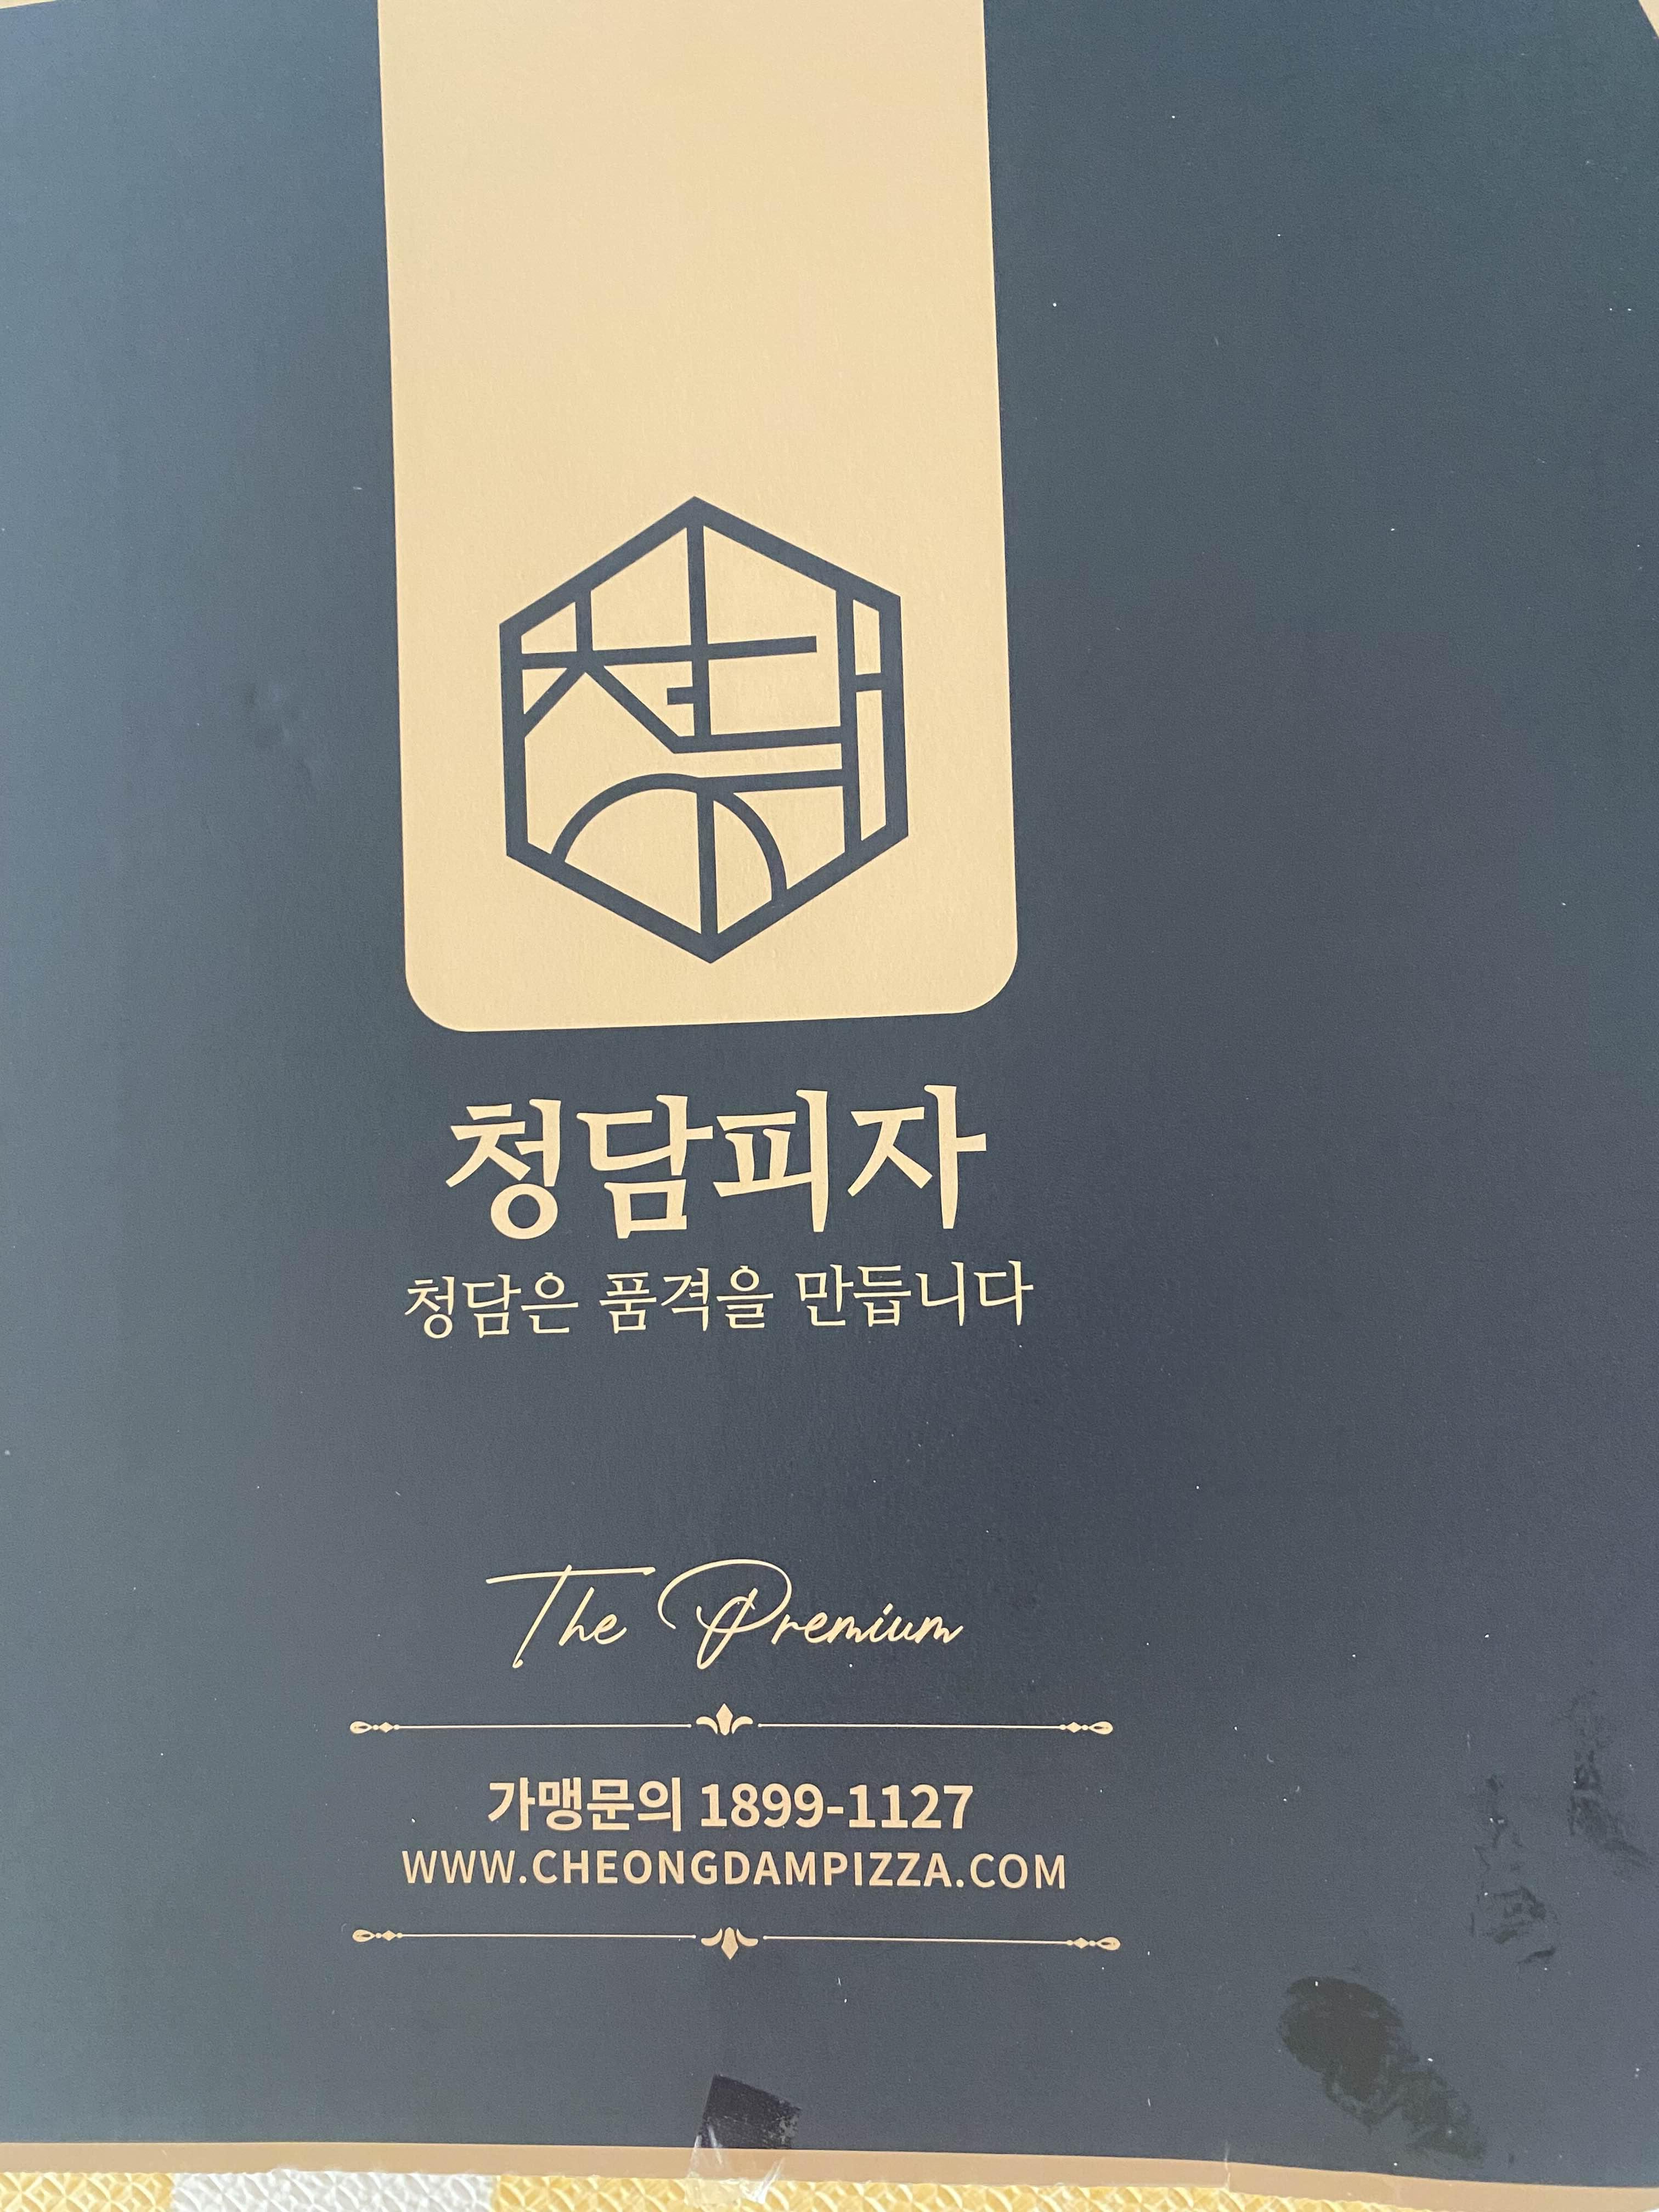 청담피자
청담은 품격을 만듭니다
The Premium
가맹문의 1899-1127
WWW.CHEONGDAMPIZZA.COM